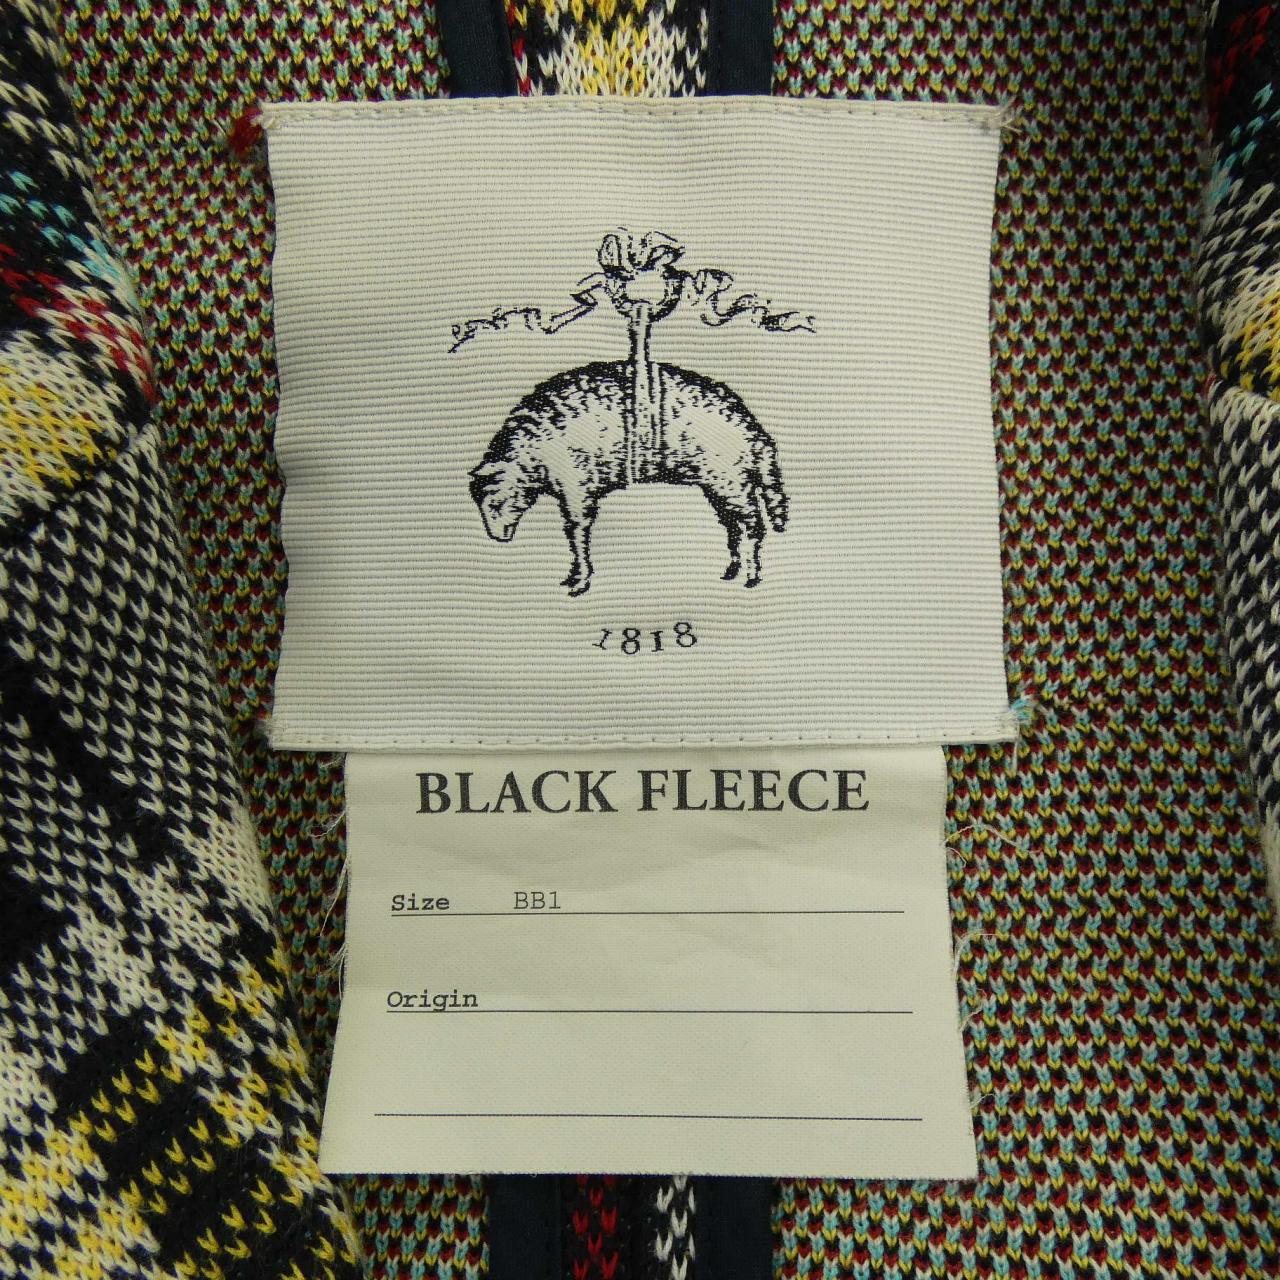 1818
BLACK FLEECE
Size BB1
Origin